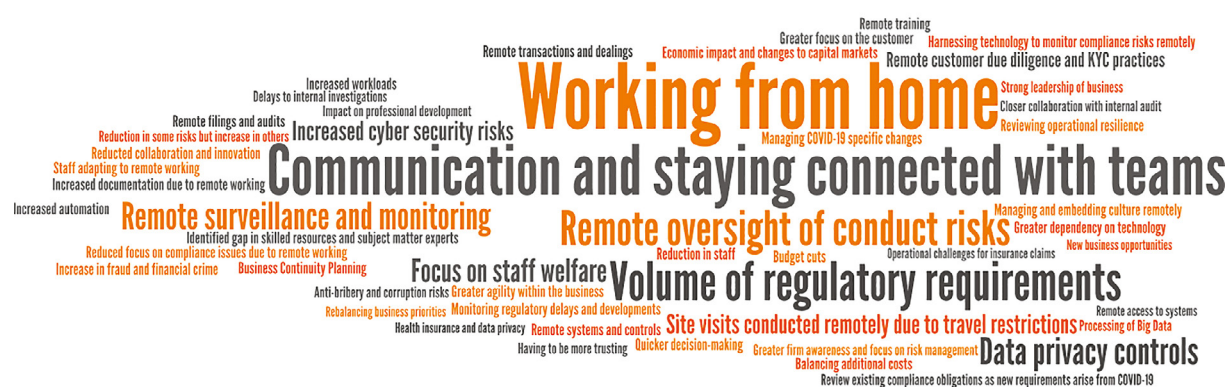 Remote training
Greater focus on the customer
Harnessing technology to monitor compliance risks remotely
Remote transactions and dealings
Economic impact and changes to capital markets
Remote customer due diligence and KYC practices
Working from home
Increased workloads
Strong leadership of business
Delays to internal investigations
Closer collaboration with internal audit
Impact on professional development
Remote filings and audits
Reviewing operational resilience
Reduction in some risks but increase in others
Increased cyber security risks
Managing COVID-19 specific changes
Reducted collaboration and innovation
Staff adapting to remote working
Communication and staying connected with teams
Increased documentation due to remote working
Increased automation
Remote surveillance and monitoring
Remote oversight of conduct risks
Managing and embedding culture remotely
Greater dependency on technology
Identified gap in skilled resources and subject matter experts
New business opportunities
Reduced focus on compliance issues due to remote working
Reduction in staff
Budget cuts
Operational challenges for insurance claims
Increase in fraud and financial crime
Business Continuity Planning
Focus on staff welfare
Volume of regulatory requirements
Anti-bribery and corruption risks
Greater agility within the business
Rebalancing business priorities
Monitoring regulatory delays and developments
Remote access to systems
Health insurance and data privacy
Remote systems and controls
Site visits conducted remotely due to travel restrictions
Processing of Big Data
Having to be more trusting
Quicker decision-making
Greater firm awareness and focus on risk management
Data privacy controls
Balancing additional costs
Review existing compliance obligations as new requirements arise from COVID-19